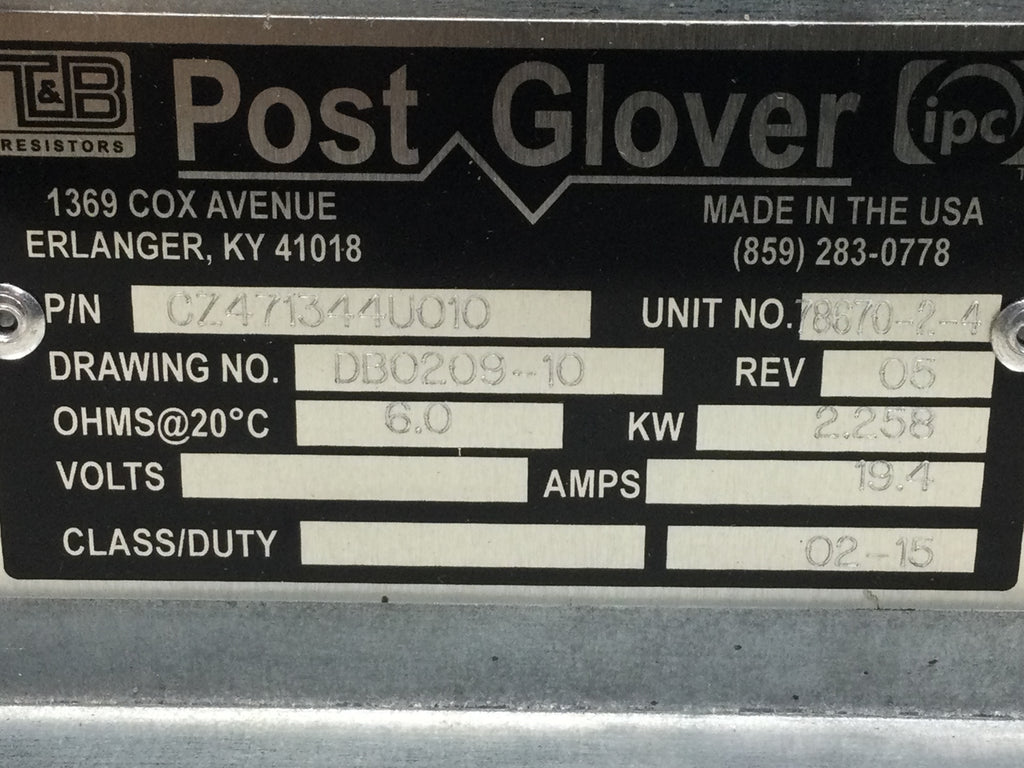 T&B
RESISTORS
Post Glover
ipc
1369 COX AVENUE
ERLANGER, KY 41018
MADE IN THE USA
(859) 283-0778
P/N CZ471344U010 UNIT NO. 78670-2-4
DRAWING NO. DB0209-10 REV 05
OHMS@20°C 6.0 KW 2.258
VOLTS AMPS 19.4
CLASS/DUTY 02-15